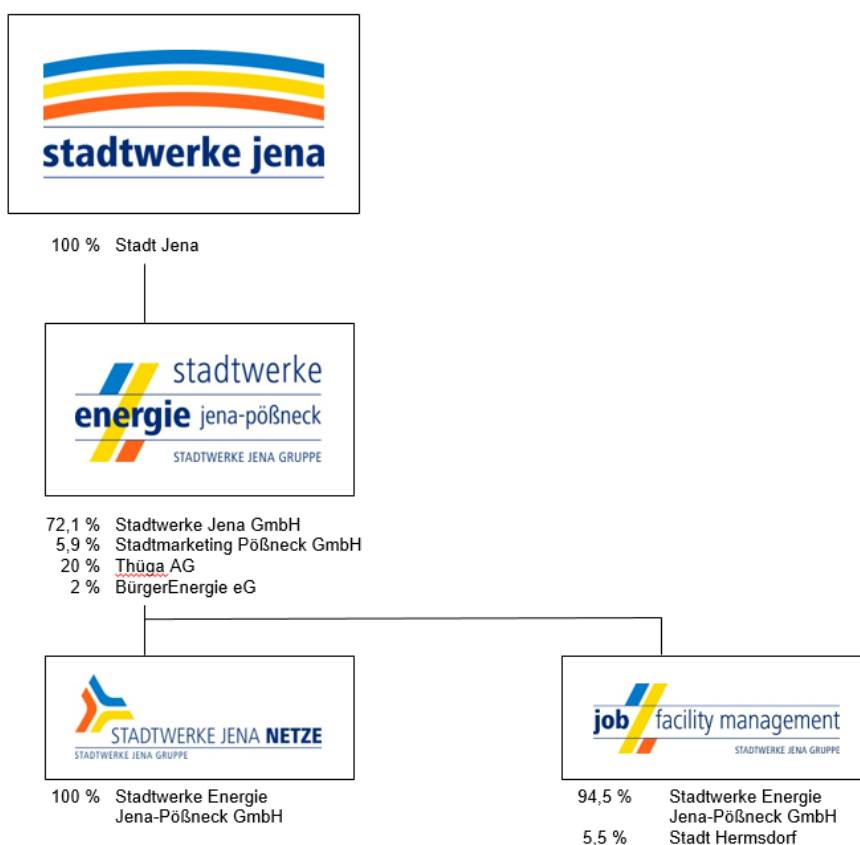 stadtwerke jena
100 % Stadt Jena
stadtwerke
energie jena-pößneck
STADTWERKE JENA GRUPPE
72,1 % Stadtwerke Jena GmbH
5,9 % Stadtmarketing Pößneck GmbH
20 % Thüga AG
2 % BürgerEnergie eG
STADTWERKE JENA NETZE
STADTWERKE JENA GRUPPE
100 % Stadtwerke Energie
Jena-Pößneck GmbH
job facility management
STADTWERKE JENA GRUPPE
94,5 % Stadtwerke Energie
Jena-Pößneck GmbH
5,5 % Stadt Hermsdorf